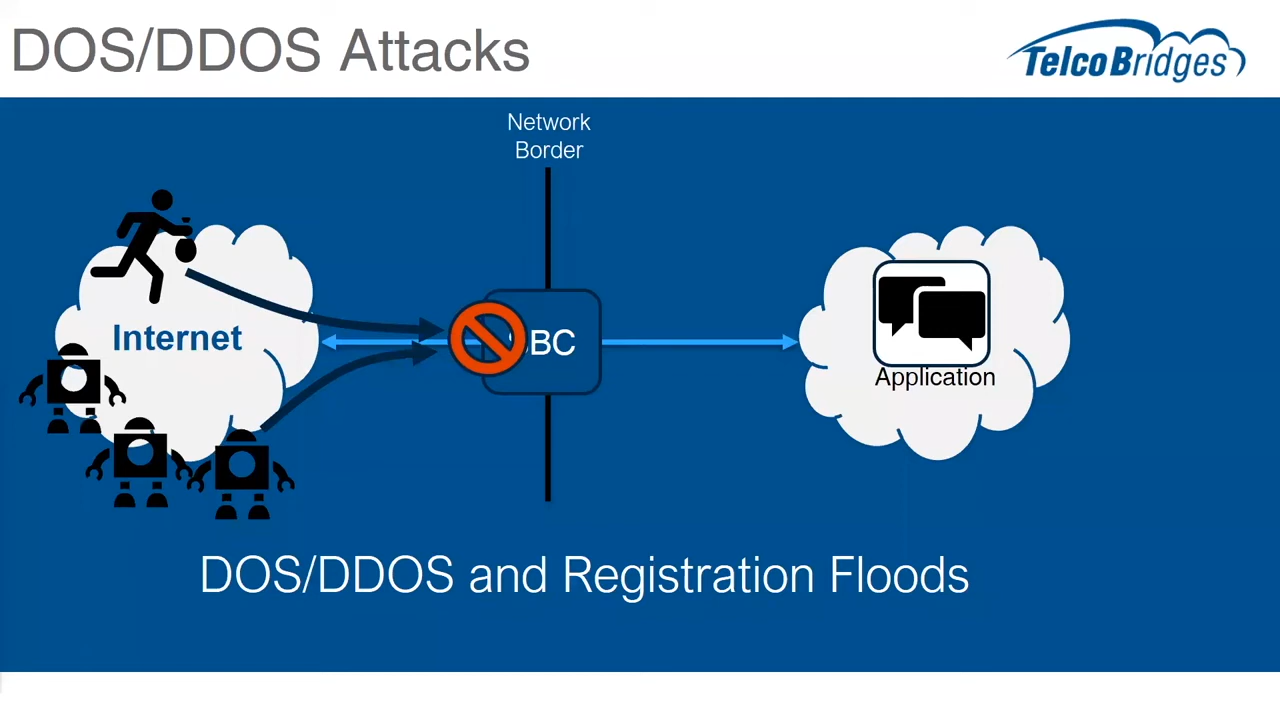 DOS/DDOS Attacks
TelcoBridges
Network
Border
Internet
BC
Application
DOS/DDOS and Registration Floods